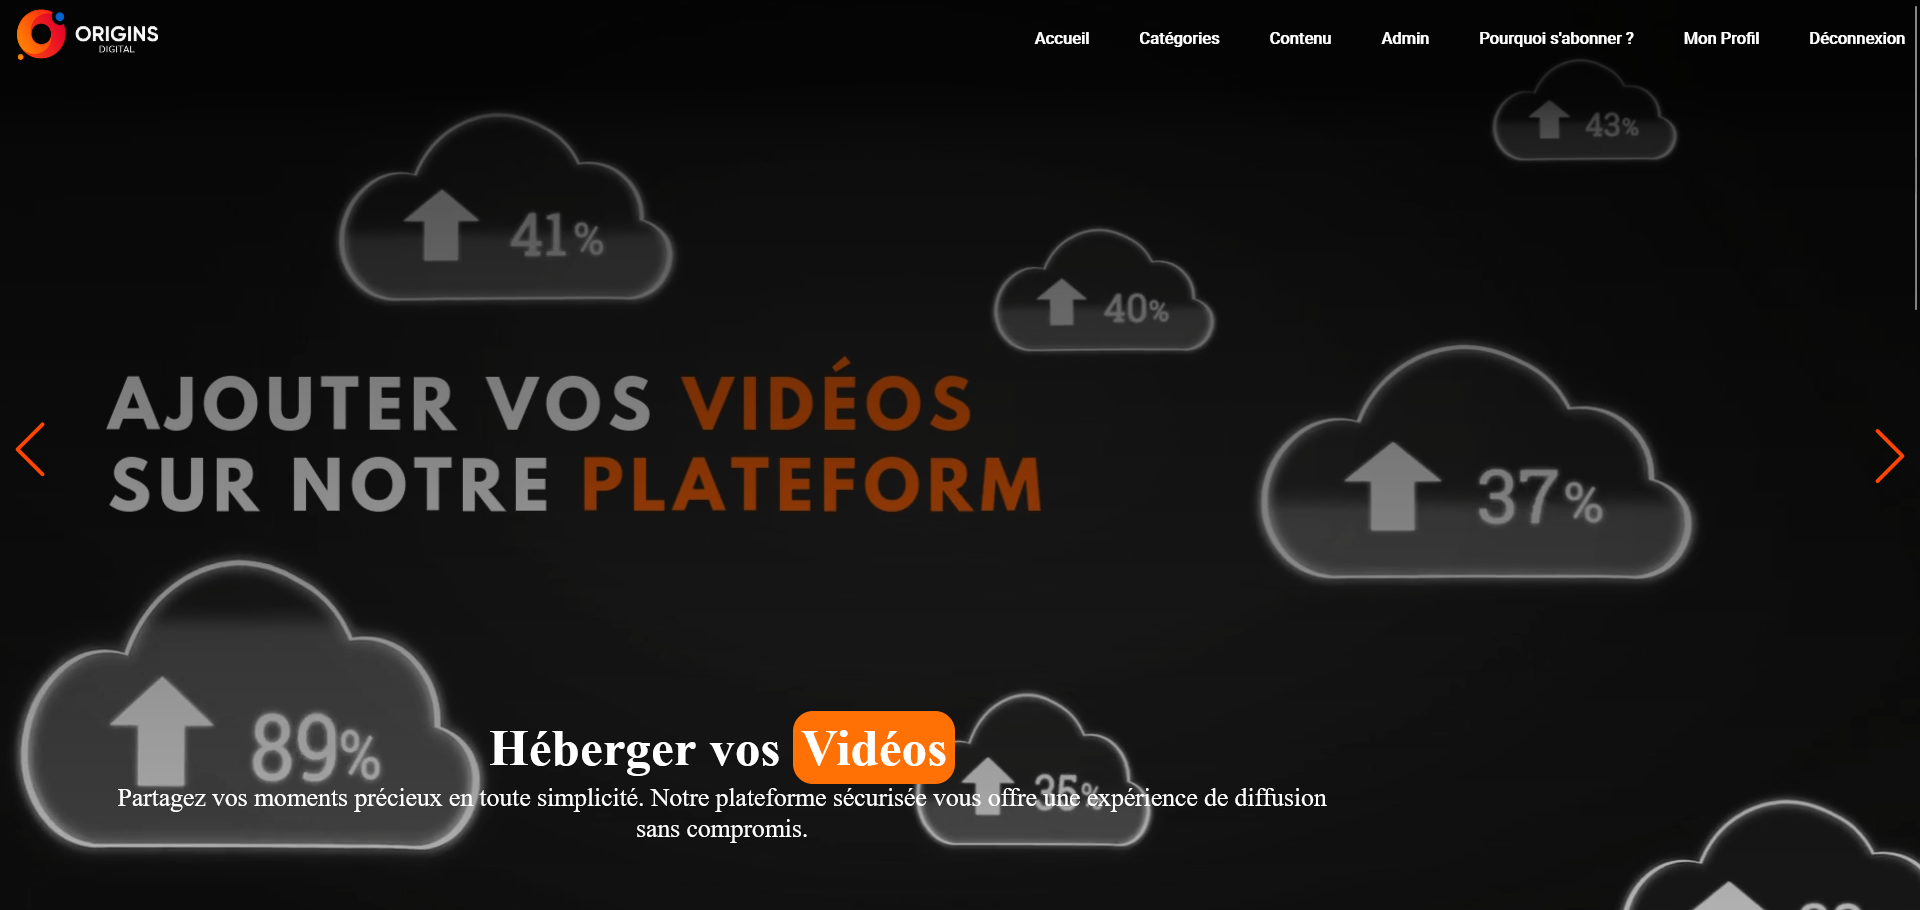 ORIGINS
DIGITAL
Accueil
Catégories
Contenu
Admin
Pourquoi s'abonner ?
Mon Profil
Déconnexion
43%
41%
40%
AJOUTER VOS VIDÉOS
SUR NOTRE PLATEFORM
37%
89%
Héberger vos Vidéos
35%
Partagez vos moments précieux en toute simplicité. Notre plateforme sécurisée vous offre une expérience de diffusion
sans compromis.